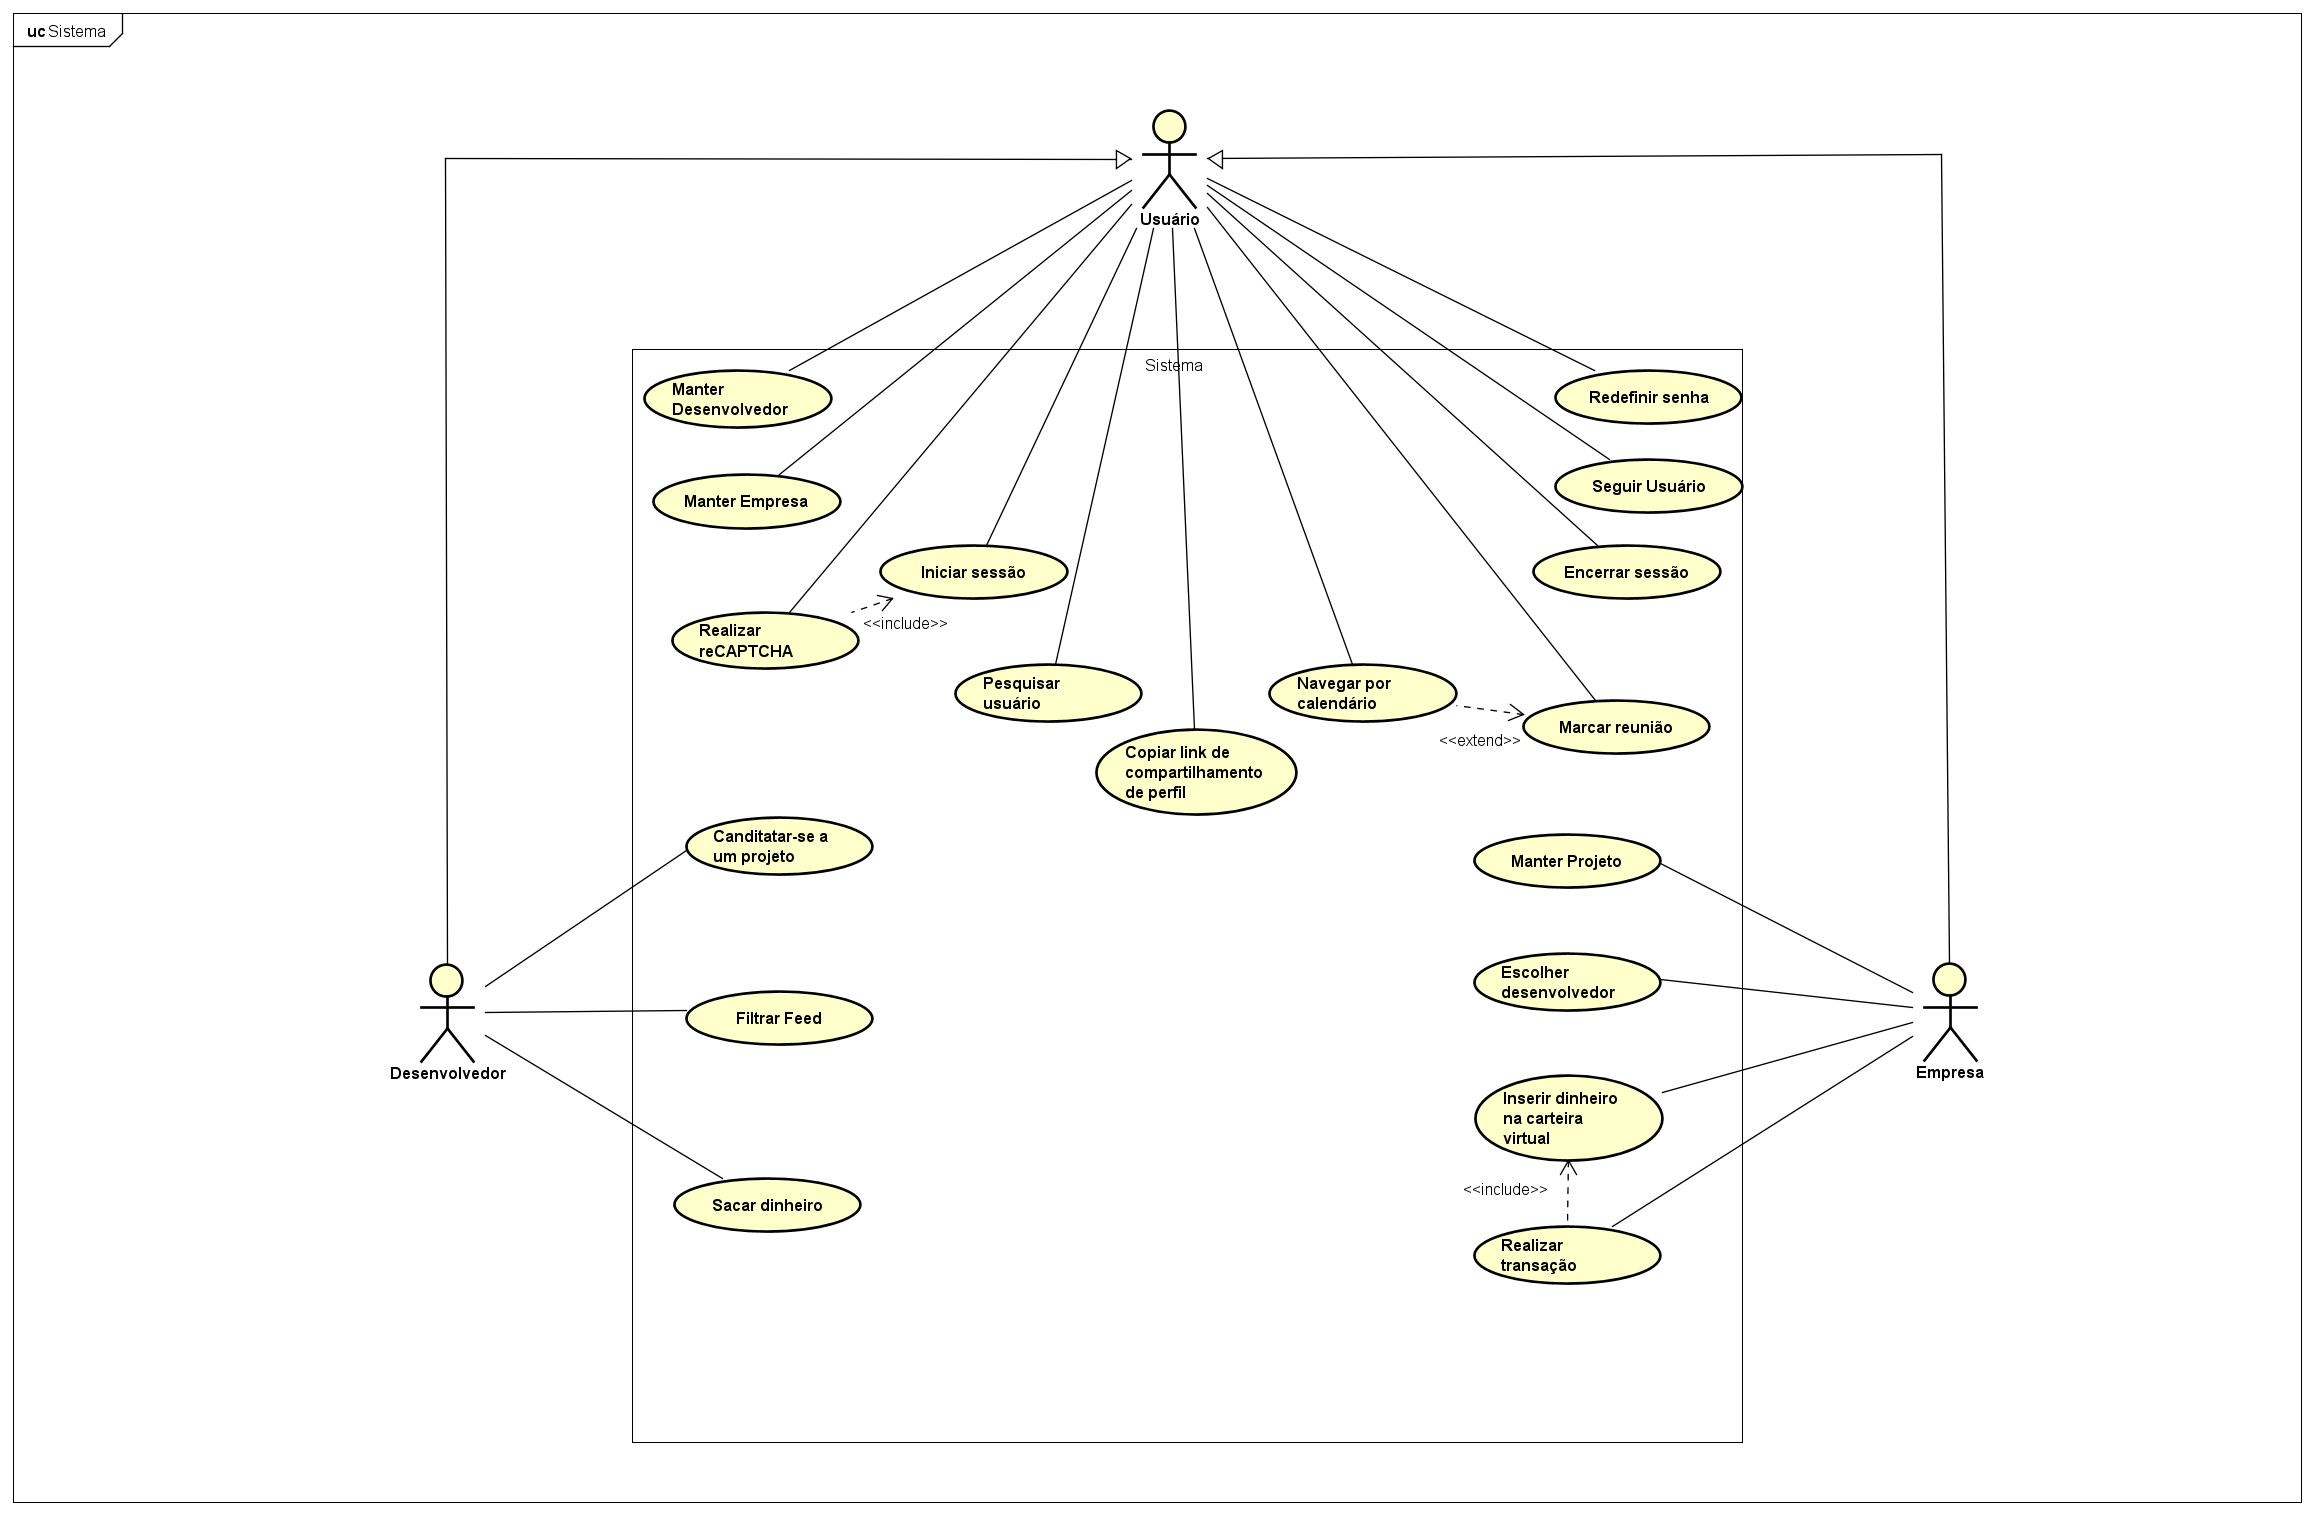 uc Sistema
Usuário
Sistema
Manter
Desenvolvedor
Redefinir senha
Manter Empresa
Seguir Usuário
Iniciar sessão
Encerrar sessão
<<include>>
Realizar
reCAPTCHA
Pesquisar
usuário
Navegar por
calendário
Marcar reunião
<<extend>>
Copiar link de
compartilhamento
de perfil
Canditatar-se a
um projeto
Manter Projeto
Escolher
desenvolvedor
Filtrar Feed
Desenvolvedor
Empresa
Inserir dinheiro
na carteira
virtual
<<include>>
Sacar dinheiro
Realizar
transação